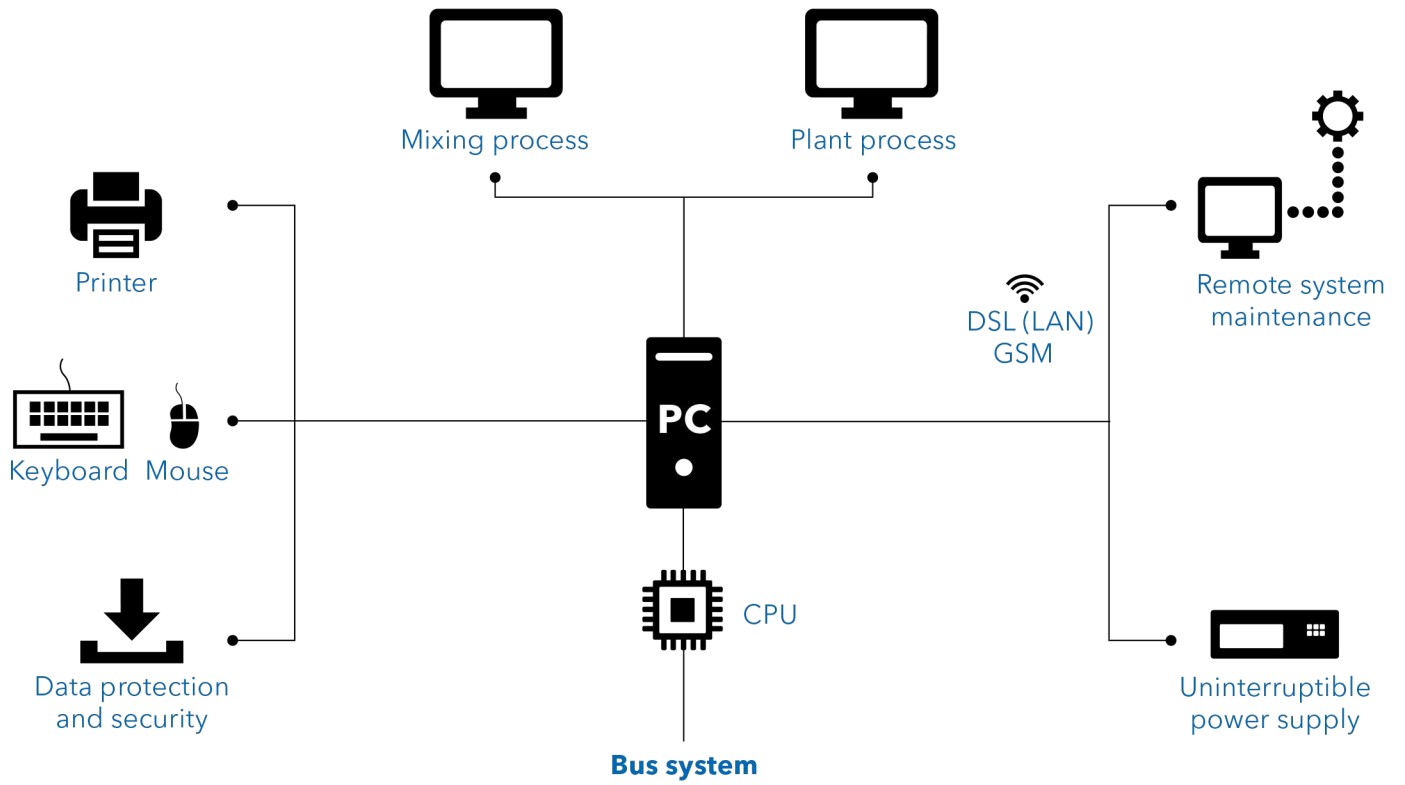 Mixing process
Plant process
Printer
DSL (LAN)
GSM
Remote system
maintenance
PC
Keyboard
Mouse
CPU
Data protection
and security
Uninterruptible
power supply
Bus system